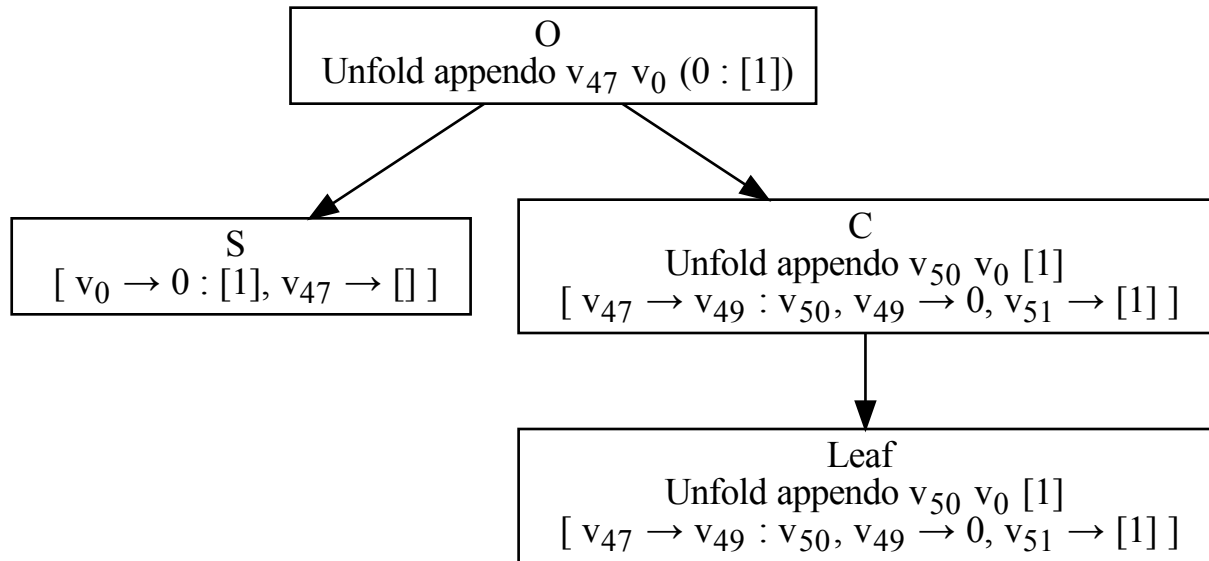 O
Unfold appendo v₄₇ v₀ (0 : [1])
S
[ v₀ → 0 : [1], v₄₇ → [] ]
C
Unfold appendo v₅₀ v₀ [1]
[ v₄₇ → v₄₉ : v₅₀, v₄₉ → 0, v₅₁ → [1] ]
Leaf
Unfold appendo v₅₀ v₀ [1]
[ v₄₇ → v₄₉ : v₅₀, v₄₉ → 0, v₅₁ → [1] ]